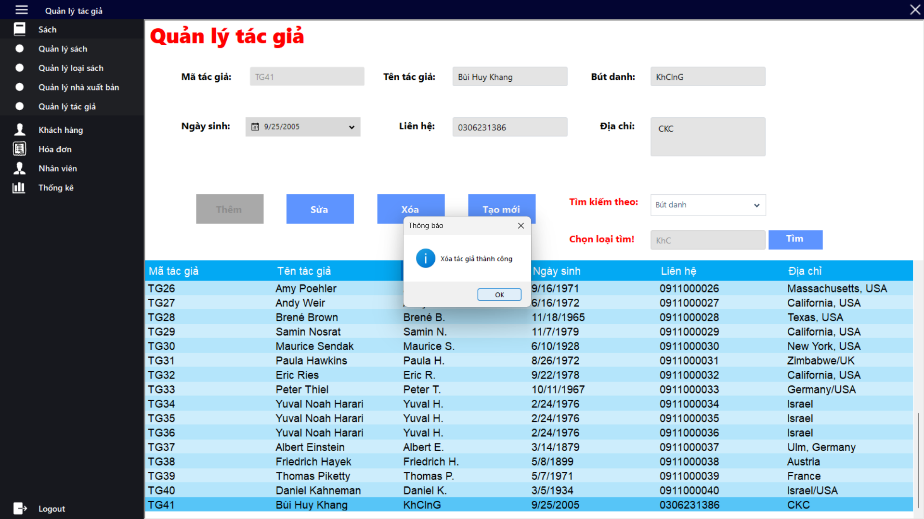 Quản lý tác giả
Sách
Quản lý sách
Quản lý loại sách
Quản lý nhà xuất bản
Quản lý tác giả
Khách hàng
Hóa đơn
Nhân viên
Thống kê
Logout
Quản lý tác giả
Mã tác giả: TG41 Tên tác giả: Bùi Huy Khang Bút danh: KhClnG
Ngày sinh: 9/25/2005 Liên hệ: 0306231386 Địa chỉ: CKC
Thêm Sửa Xóa Tạo mới
Tìm kiếm theo: Bút danh
Chọn loại tìm! KhC Tìm
Thông báo
Xóa tác giả thành công
OK
Mã tác giả Tên tác giả Ngày sinh Liên hệ Địa chỉ
TG26 Amy Poehler 9/16/1971 0911000026 Massachusetts, USA
TG27 Andy Weir 6/16/1972 0911000027 California, USA
TG28 Brené Brown Brené B. 11/18/1965 0911000028 Texas, USA
TG29 Samin Nosrat Samin N. 11/7/1979 0911000029 California, USA
TG30 Maurice Sendak Maurice S. 6/10/1928 0911000030 New York, USA
TG31 Paula Hawkins Paula H. 8/26/1972 0911000031 Zimbabwe/UK
TG32 Eric Ries Eric R. 9/22/1978 0911000032 California, USA
TG33 Peter Thiel Peter T. 10/11/1967 0911000033 Germany/USA
TG34 Yuval Noah Harari Yuval H. 2/24/1976 0911000034 Israel
TG35 Yuval Noah Harari Yuval H. 2/24/1976 0911000035 Israel
TG36 Yuval Noah Harari Yuval H. 2/24/1976 0911000036 Israel
TG37 Albert Einstein Albert E. 3/14/1879 0911000037 Ulm, Germany
TG38 Friedrich Hayek Friedrich H. 5/8/1899 0911000038 Austria
TG39 Thomas Piketty Thomas P. 5/7/1971 0911000039 France
TG40 Daniel Kahneman Daniel K. 3/5/1934 0911000040 Israel/USA
TG41 Bùi Huy Khang KhClnG 9/25/2005 0306231386 CKC